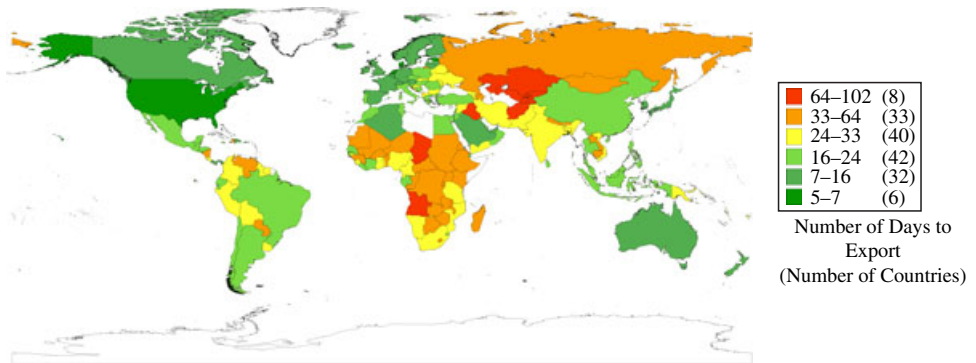 64–102 (8)
33–64 (33)
24–33 (40)
16–24 (42)
7–16 (32)
5–7 (6)
Number of Days to
Export
(Number of Countries)